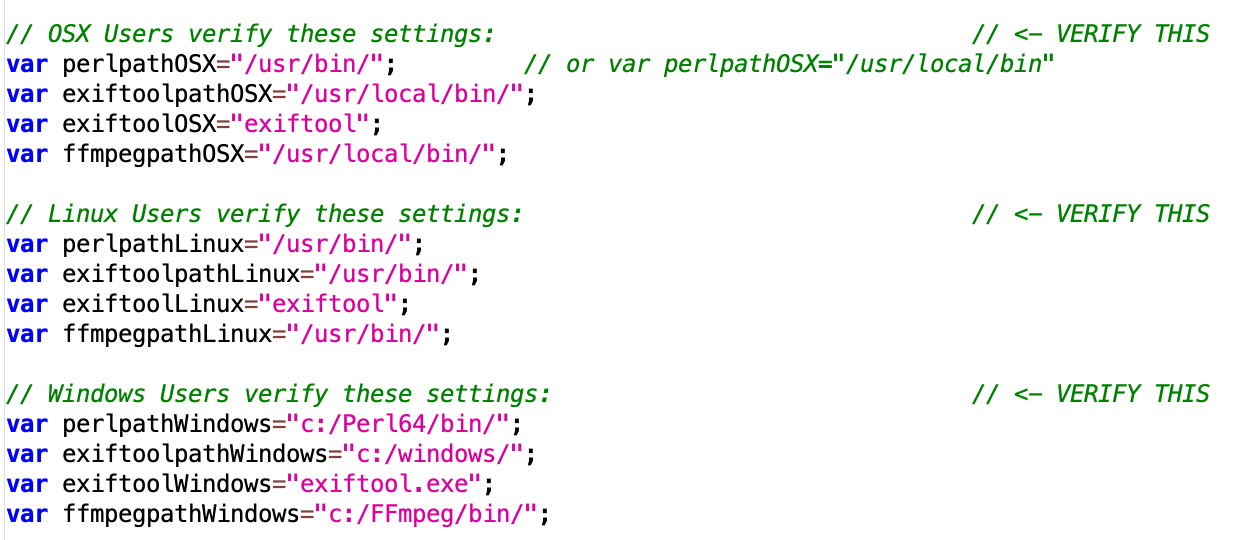 // OSX Users verify these settings: // <- VERIFY THIS
var perlpathOSX="/usr/bin/"; // or var perlpathOSX="/usr/local/bin"
var exiftoolpathOSX="/usr/local/bin/";
var exiftoolOSX="exiftool";
var ffmpegpathOSX="/usr/local/bin/";
// Linux Users verify these settings: // <- VERIFY THIS
var perlpathLinux="/usr/bin/";
var exiftoolpathLinux="/usr/bin/";
var exiftoolLinux="exiftool";
var ffmpegpathLinux="/usr/bin/";
// Windows Users verify these settings: // <- VERIFY THIS
var perlpathWindows="c:/Perl64/bin/";
var exiftoolpathWindows="c:/windows/";
var exiftoolWindows="exiftool.exe";
var ffmpegpathWindows="c:/FFmpeg/bin/";